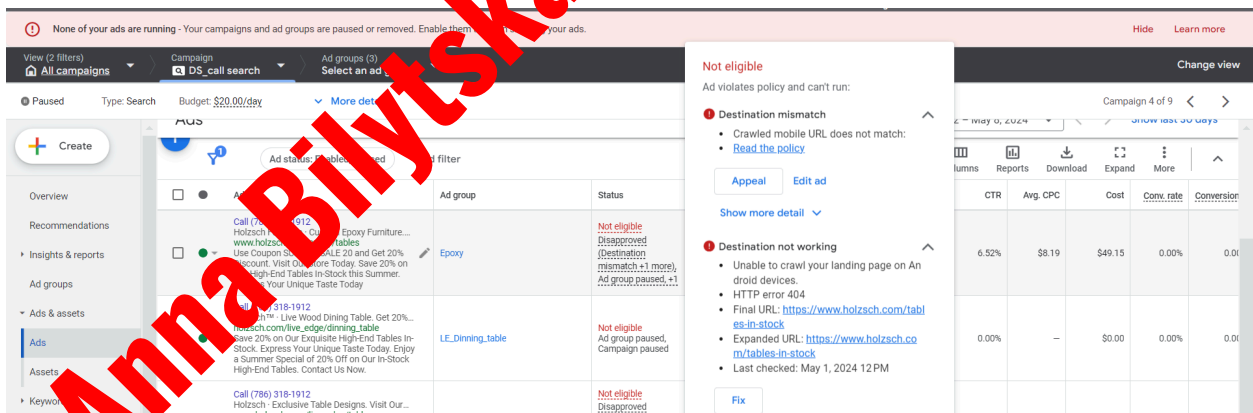 None of your ads are running - Your campaigns and ad groups are paused or removed. Enable them your ads.
Hide Learn more
View (2 filters)
All campaigns
Campaign
DS_call search
Ad groups (3)
Select an ad
Change view
Paused Type: Search Budget: $20.00/day More
Campaign 4 of 9
Ads
May 8, 2024
Show last 30 days
Create
Ad status: filter
Reports Download Expand More
Overview
Recommendations
Insights & reports
Ad groups
Ads & assets
Ads
Assets
Ad group Status CTR Avg. CPC Cost Conv. rate Conversion
Call 1912
Holzsch Epoxy Furniture....
Use Coupon SALE 20 and Get 20%
Visit Store Today. Save 20% on
High-End Tables In-Stock this Summer.
Your Unique Taste Today
Epoxy
Not eligible
Disapproved
(Destination
mismatch +1 more),
Ad group paused, +1
6.52% $8.19 $49.15 0.00%
318-1912
Live Wood Dining Table. Get 20%...
holzsch.com/live_edge/dinning_table
Save 20% on Our Exquisite High-End Tables In-
Stock. Express Your Unique Taste Today. Enjoy
a Summer Special of 20% Off on Our In-Stock
High-End Tables. Contact Us Now.
LE_Dinning_table
Not eligible
Ad group paused,
Campaign paused
0.00% – $0.00 0.00%
Call (786) 318-1912
Holzsch · Exclusive Table Designs. Visit Our...
Not eligible
Disapproved
Not eligible
Ad violates policy and can't run:
Destination mismatch
Crawled mobile URL does not match:
Read the policy
Appeal Edit ad
Show more detail
Destination not working
Unable to crawl your landing page on An
droid devices.
HTTP error 404
Final URL: https://www.holzsch.com/tabl
es-in-stock
Expanded URL: https://www.holzsch.co
m/tables-in-stock
Last checked: May 1, 2024 12 PM
Fix
Anna Bilytska